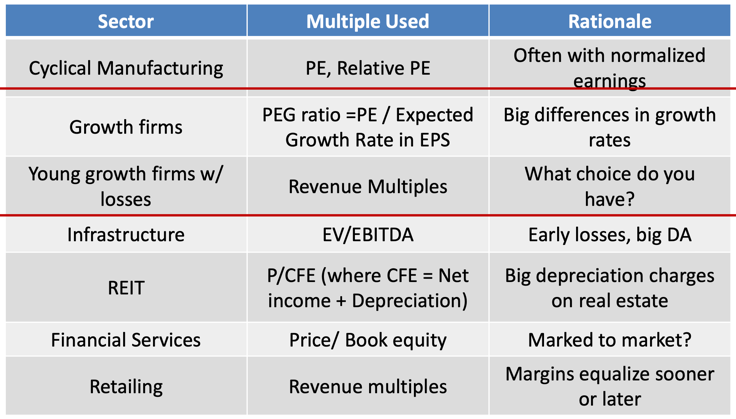 Sector Multiple Used Rationale
Cyclical Manufacturing PE, Relative PE Often with normalized
earnings
Growth firms PEG ratio =PE / Expected
Growth Rate in EPS Big differences in growth
rates
Young growth firms w/
losses Revenue Multiples What choice do you
have?
Infrastructure EV/EBITDA Early losses, big DA
REIT P/CFE (where CFE = Net
income + Depreciation) Big depreciation charges
on real estate
Financial Services Price/ Book equity Marked to market?
Retailing Revenue multiples Margins equalize sooner
or later